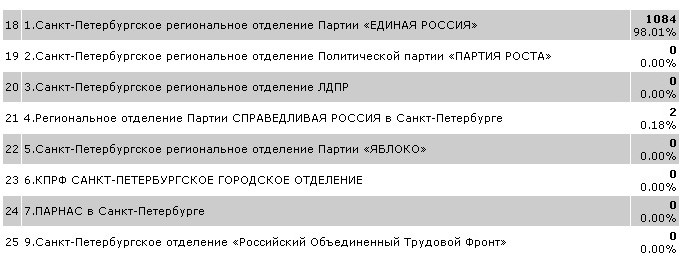 18 1.Санкт-Петербургское региональное отделение Партии «ЕДИНАЯ РОССИЯ» 1084
98.01%
19 2.Санкт-Петербургское региональное отделение Политической партии «ПАРТИЯ РОСТА» 0
0.00%
20 3.Санкт-Петербургское региональное отделение ЛДПР 0
0.00%
21 4.Региональное отделение Партии СПРАВЕДЛИВАЯ РОССИЯ в Санкт-Петербурге 2
0.18%
22 5.Санкт-Петербургское региональное отделение Партии «ЯБЛОКО» 0
0.00%
23 6.КПРФ САНКТ-ПЕТЕРБУРГСКОЕ ГОРОДСКОЕ ОТДЕЛЕНИЕ 0
0.00%
24 7.ПАРНАС в Санкт-Петербурге 0
0.00%
25 9.Санкт-Петербургское отделение «Российский Объединенный Трудовой Фронт» 0
0.00%